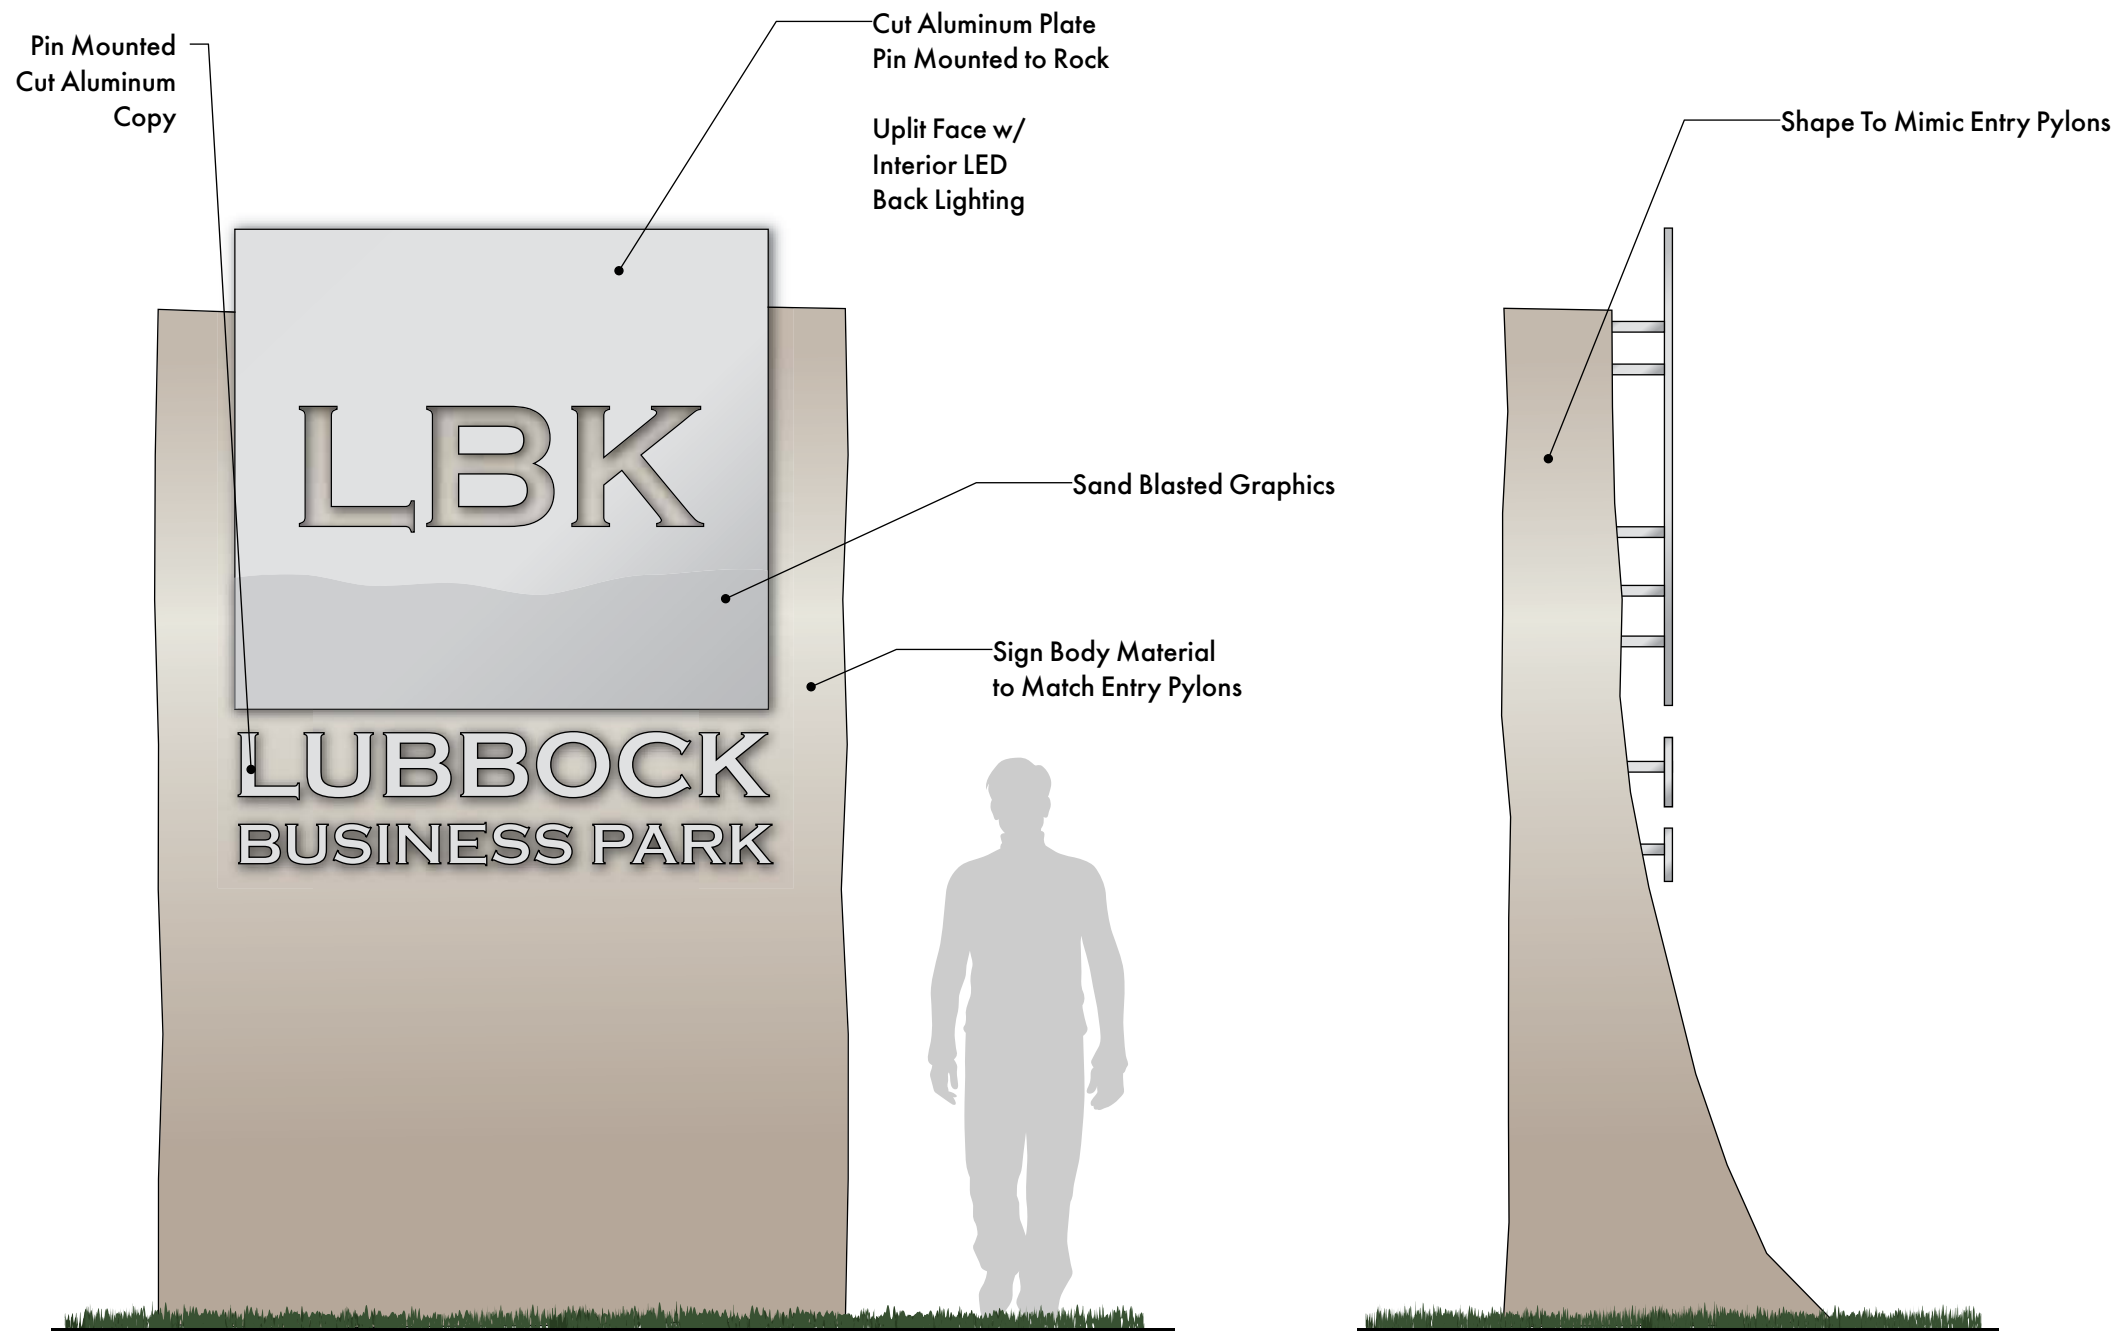 Pin Mounted
Cut Aluminum
Copy
Cut Aluminum Plate
Pin Mounted to Rock
Uplit Face w/
Interior LED
Back Lighting
Shape To Mimic Entry Pylons
LBK
Sand Blasted Graphics
Sign Body Material
to Match Entry Pylons
LUBBOCK
BUSINESS PARK